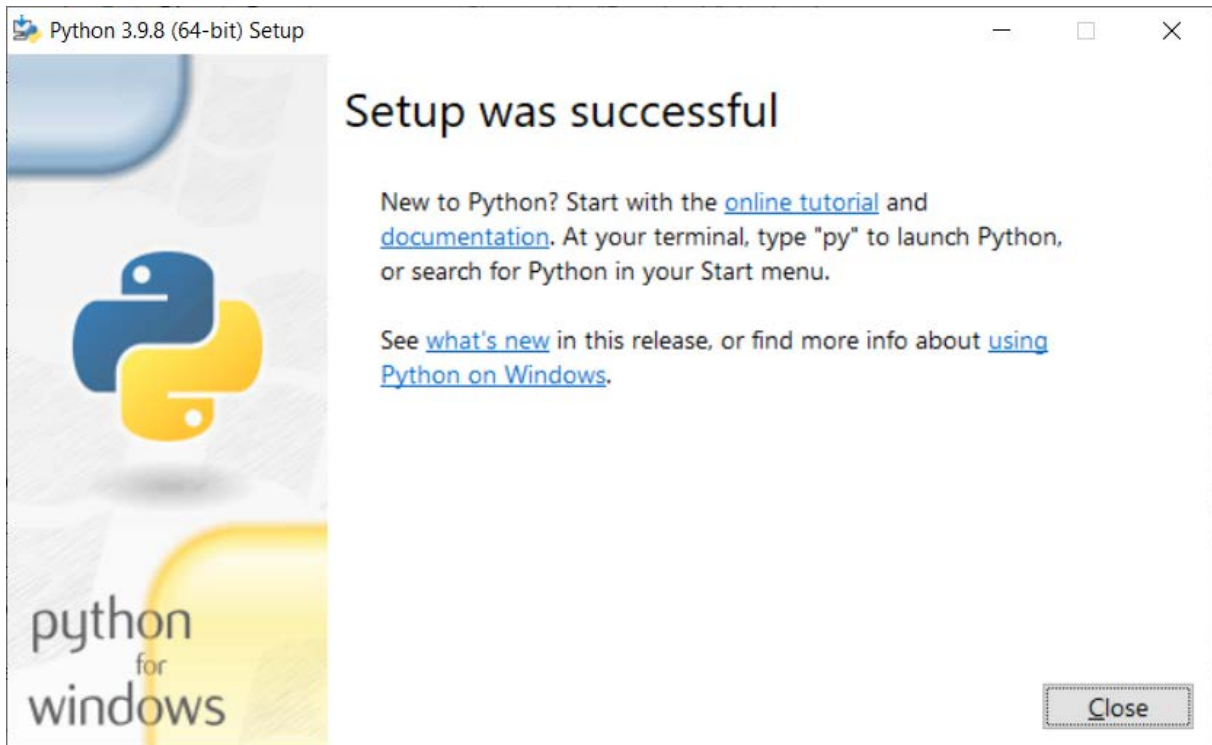 Python 3.9.8 (64-bit) Setup
Setup was successful
New to Python? Start with the online tutorial and
documentation. At your terminal, type "py" to launch Python,
or search for Python in your Start menu.
See what's new in this release, or find more info about using
Python on Windows.
python
for
windows
Close